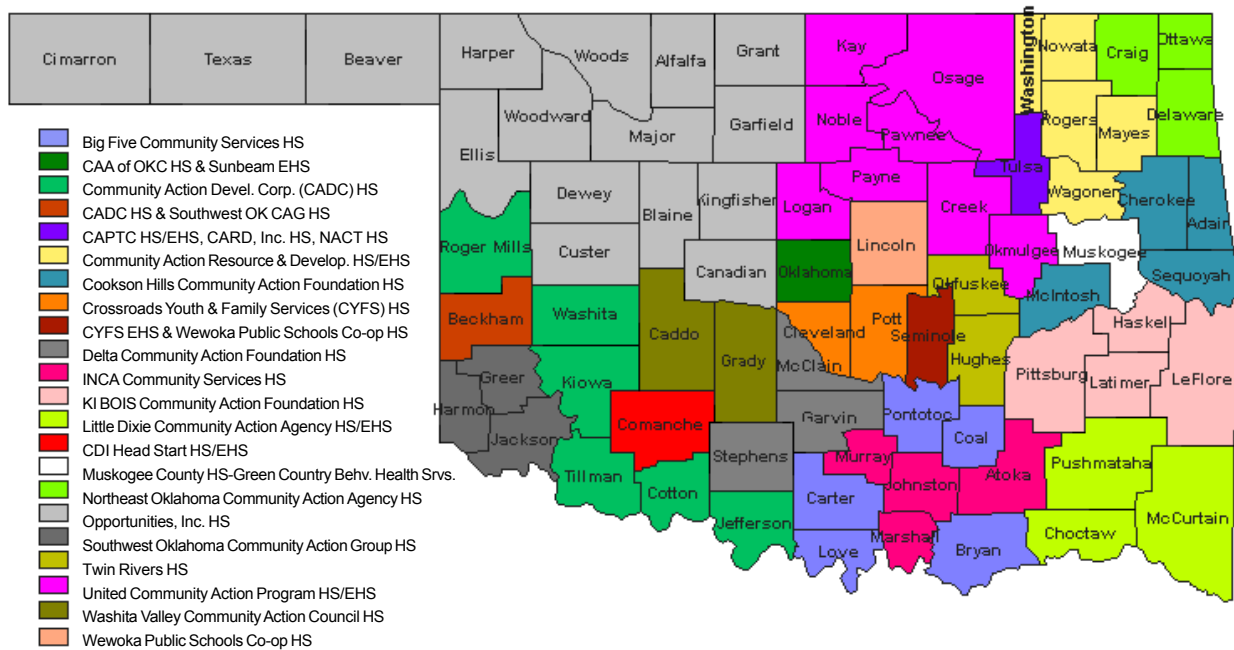 Cimarron
Texas
Beaver
Harper
Woods
Alfalfa
Grant
Kay
Osage
Washington
Nowata
Craig
Ottawa
Woodward
Ellis
Major
Garfield
Noble
Pawnee
Rogers
Mayes
Delaware
Dewey
Blaine
Kingfisher
Logan
Payne
Creek
Tulsa
Wagoner
Cherokee
Adair
Roger Mills
Custer
Canadian
Oklahoma
Lincoln
Okmulgee
Muskogee
Sequoyah
Beckham
Washita
Caddo
Grady
Cleveland
McClain
Pott
Seminole
Okfuskee
Hughes
McIntosh
Haskel
Pittsburg
Latimer
LeFlore
Greer
Harmon
Jackson
Kiowa
Comanche
Stephens
Garvin
Pontotoc
Coal
Murray
Johnston
Atoka
Pushmataha
McCurtain
Tillman
Cotton
Jefferson
Carter
Love
Marshall
Bryan
Choctaw
Big Five Community Services HS
CAA of OKC HS & Sunbeam EHS
Community Action Devel. Corp. (CADC) HS
CADC HS & Southwest OK CAG HS
CAPTC HS/EHS, CARD, Inc. HS, NACT HS
Community Action Resource & Develop. HS/EHS
Cookson Hills Community Action Foundation HS
Crossroads Youth & Family Services (CYFS) HS
CYFS EHS & Wewoka Public Schools Co-op HS
Delta Community Action Foundation HS
INCA Community Services HS
KI BOIS Community Action Foundation HS
Little Dixie Community Action Agency HS/EHS
CDI Head Start HS/EHS
Muskogee County HS-Green Country Behv. Health Srvs.
Northeast Oklahoma Community Action Agency HS
Opportunities, Inc. HS
Southwest Oklahoma Community Action Group HS
Twin Rivers HS
United Community Action Program HS/EHS
Washita Valley Community Action Council HS
Wewoka Public Schools Co-op HS